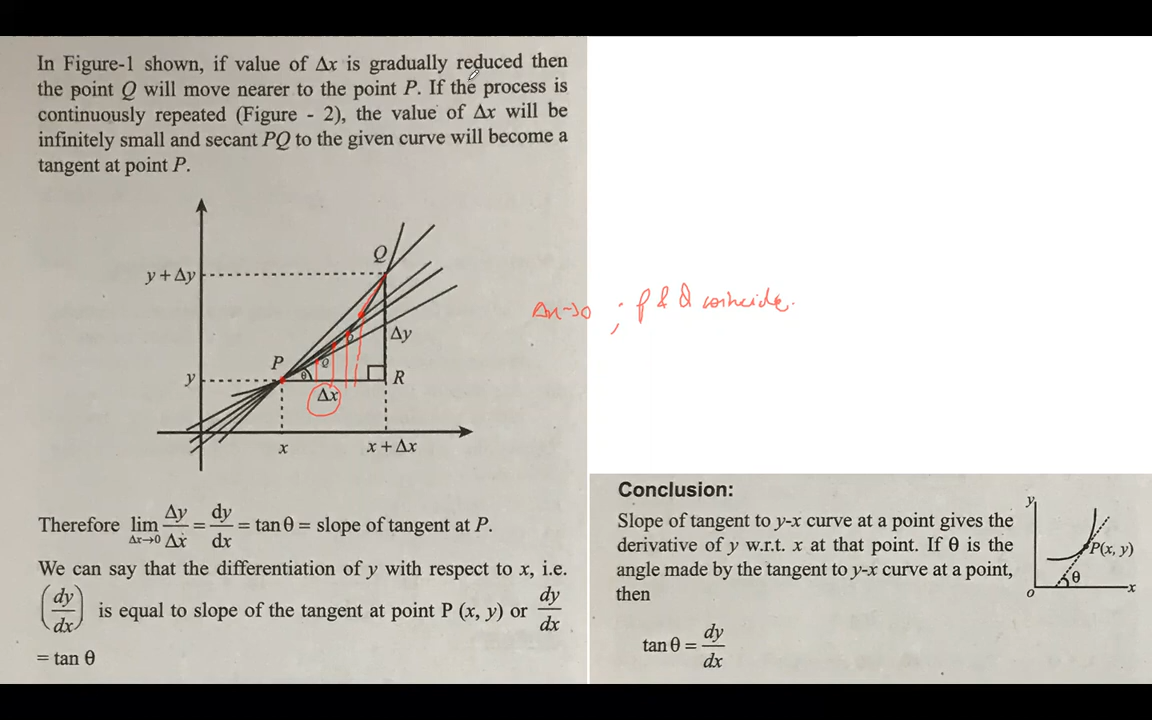 In Figure-1 shown, if value of Δx is gradually reduced then
the point Q will move nearer to the point P. If the process is
continuously repeated (Figure - 2), the value of Δx will be
infinitely small and secant PQ to the given curve will become a
tangent at point P.
Q
y + Δy
Δx→0 ; P & Q coincide.
Δy
P
Q
θ
y
R
Δx
x
x + Δx
Therefore lim Δx→0 Δy/Δx = dy/dx = tan θ = slope of tangent at P.
We can say that the differentiation of y with respect to x, i.e.
(dy/dx) is equal to slope of the tangent at point P (x, y) or dy/dx
= tan θ
Conclusion:
Slope of tangent to y-x curve at a point gives the
derivative of y w.r.t. x at that point. If θ is the
angle made by the tangent to y-x curve at a point,
then
tan θ = dy/dx
y
P(x, y)
θ
o
x